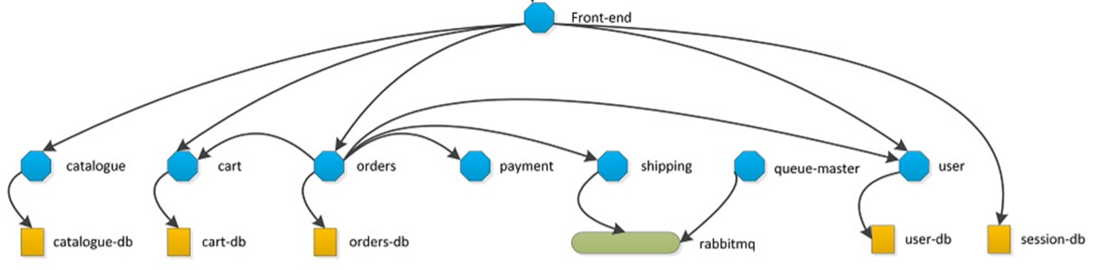 Front-end
catalogue
cart
orders
payment
shipping
queue-master
user
catalogue-db
cart-db
orders-db
rabbitmq
user-db
session-db